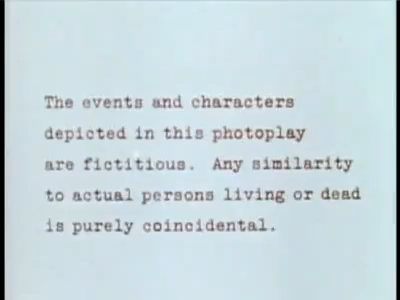 The events and characters
depicted in this photoplay
are fictitious.  Any similarity
to actual persons living or dead
is purely coincidental.